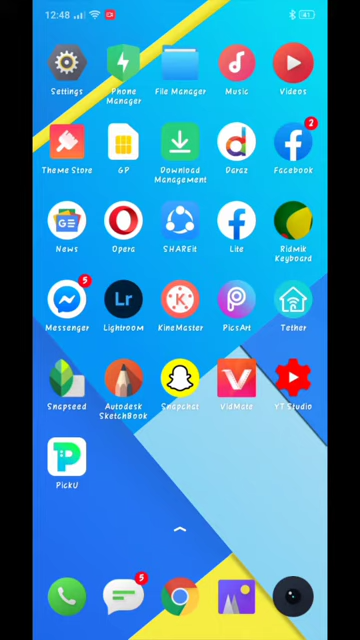 12:48
41
Settings
Phone
Manager
File Manager
Music
Videos
Theme Store
GP
Download
Management
Daraz
2
Facebook
News
Opera
SHAREit
Lite
Ridmik
Keyboard
5
Messenger
Lr
Lightroom
K
KineMaster
PicsArt
Tether
Snapseed
Autodesk
SketchBook
Snapchat
VidMate
YT Studio
PickU
5